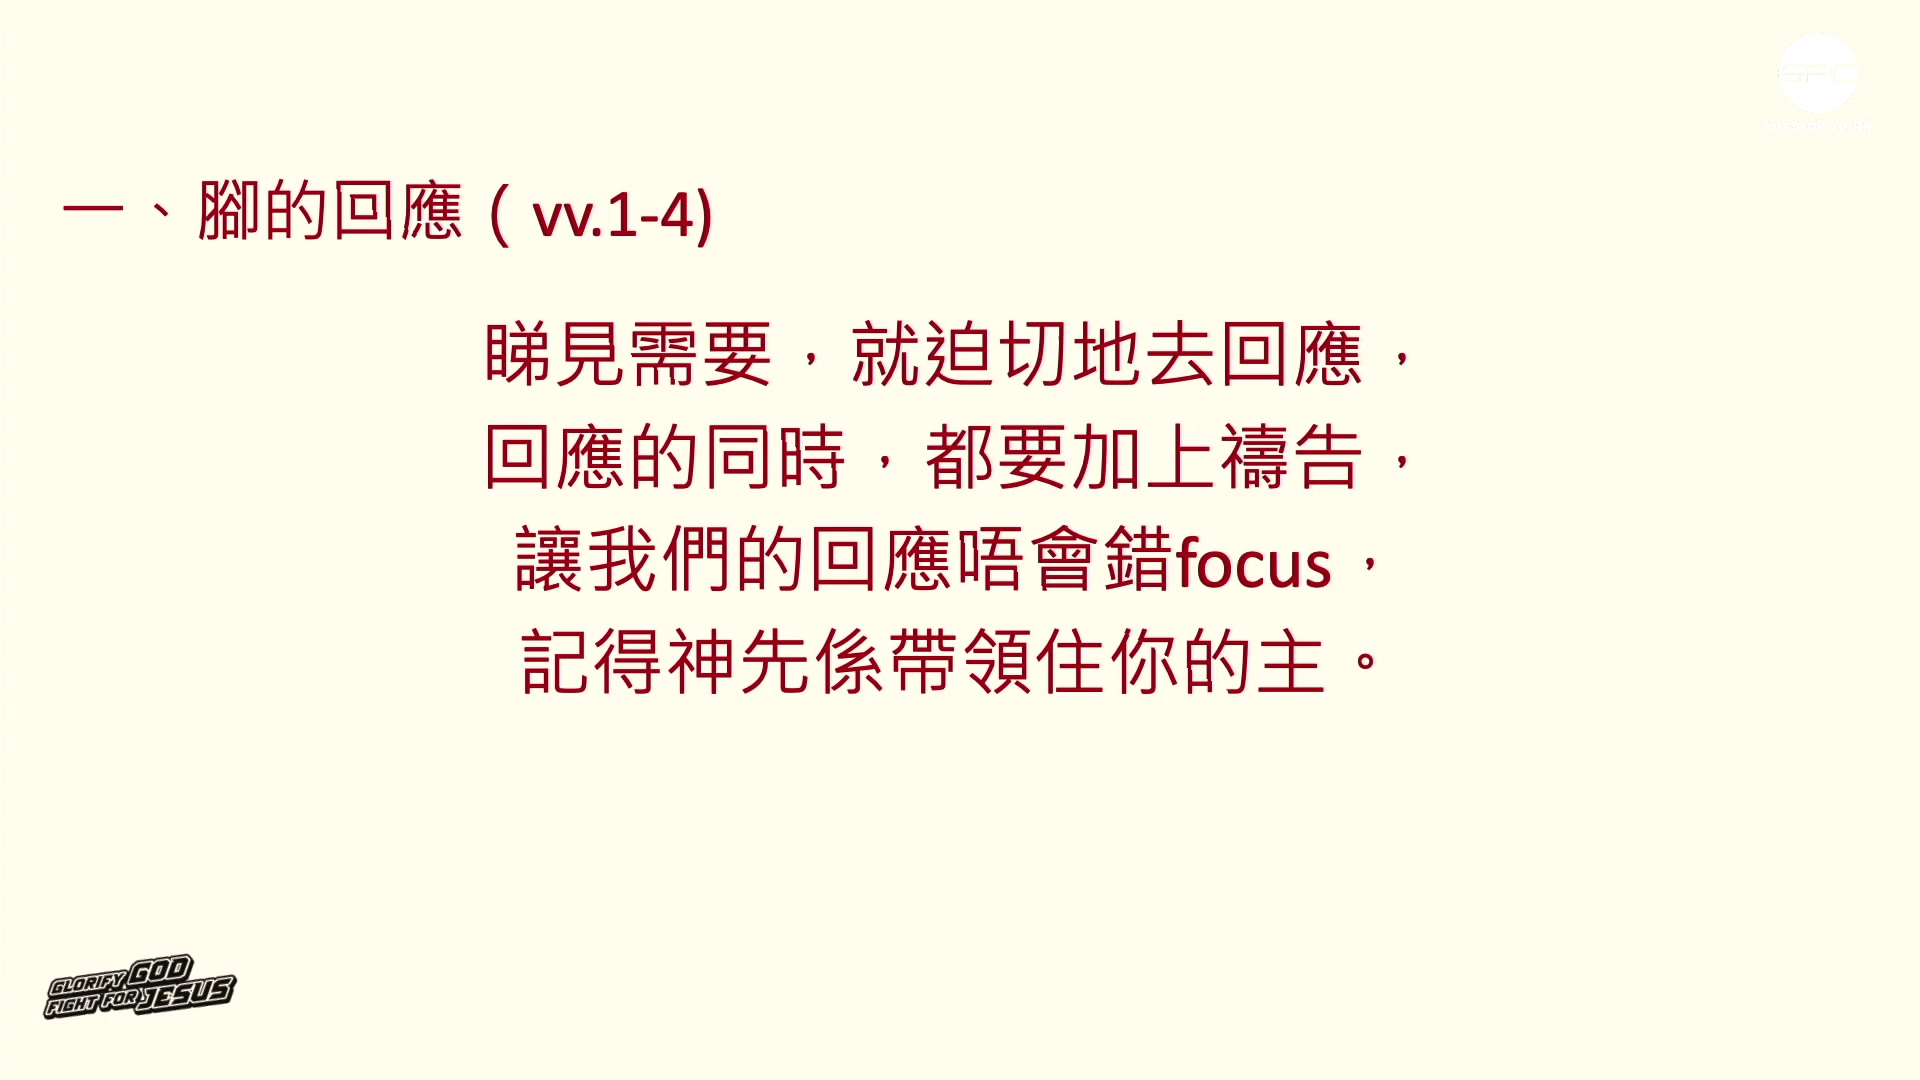 一、腳的回應（vv.1-4)
睇見需要，就迫切地去回應，
回應的同時，都要加上禱告，
讓我們的回應唔會錯focus，
記得神先係帶領住你的主。
GLORIFY GOD
FIGHT FOR JESUS